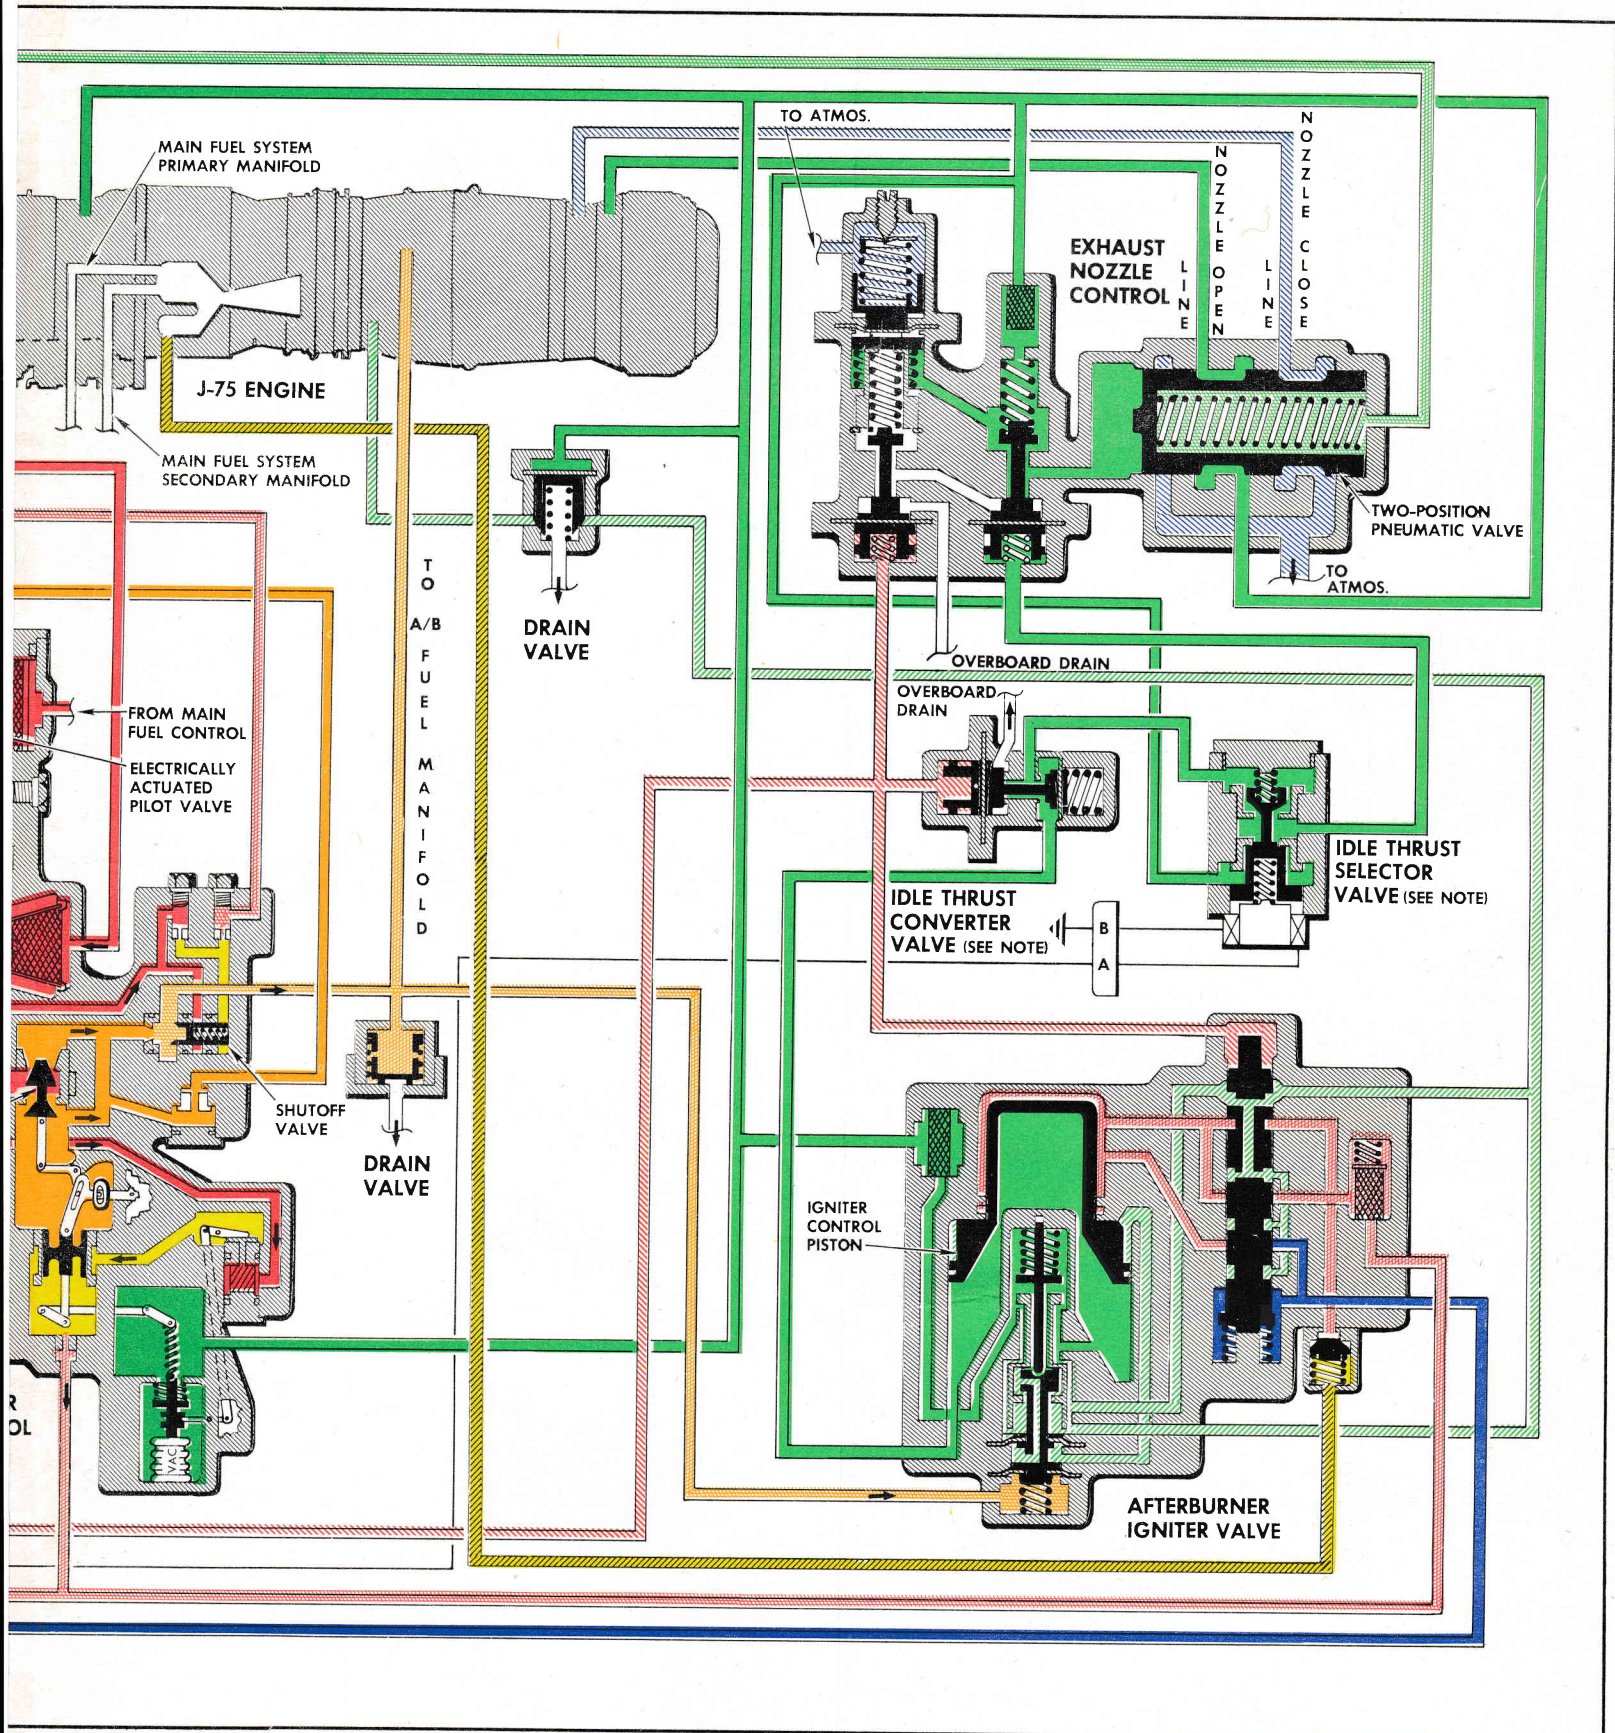 TO ATMOS.
MAIN FUEL SYSTEM
PRIMARY MANIFOLD
NOZZLE CLOSE
LINE
NOZZLE OPEN
LINE
EXHAUST
NOZZLE
CONTROL
J-75 ENGINE
MAIN FUEL SYSTEM
SECONDARY MANIFOLD
TWO-POSITION
PNEUMATIC VALVE
TO
ATMOS.
TO A/B FUEL MANIFOLD
DRAIN
VALVE
OVERBOARD DRAIN
OVERBOARD
DRAIN
FROM MAIN
FUEL CONTROL
ELECTRICALLY
ACTUATED
PILOT VALVE
IDLE THRUST
SELECTOR
VALVE (SEE NOTE)
IDLE THRUST
CONVERTER
VALVE (SEE NOTE)
B
A
SHUTOFF
VALVE
DRAIN
VALVE
IGNITER
CONTROL
PISTON
R
OL
VAC
AFTERBURNER
IGNITER VALVE